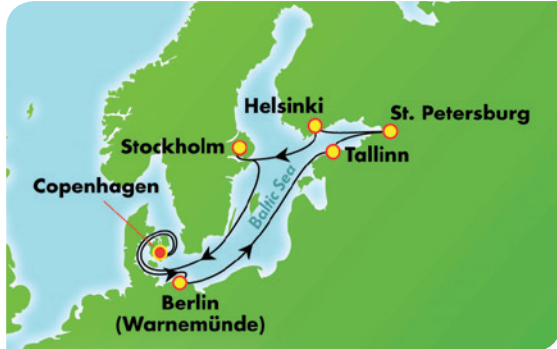 Helsinki
St. Petersburg
Stockholm
Tallinn
Copenhagen
Baltic Sea
Berlin
(Warnemünde)